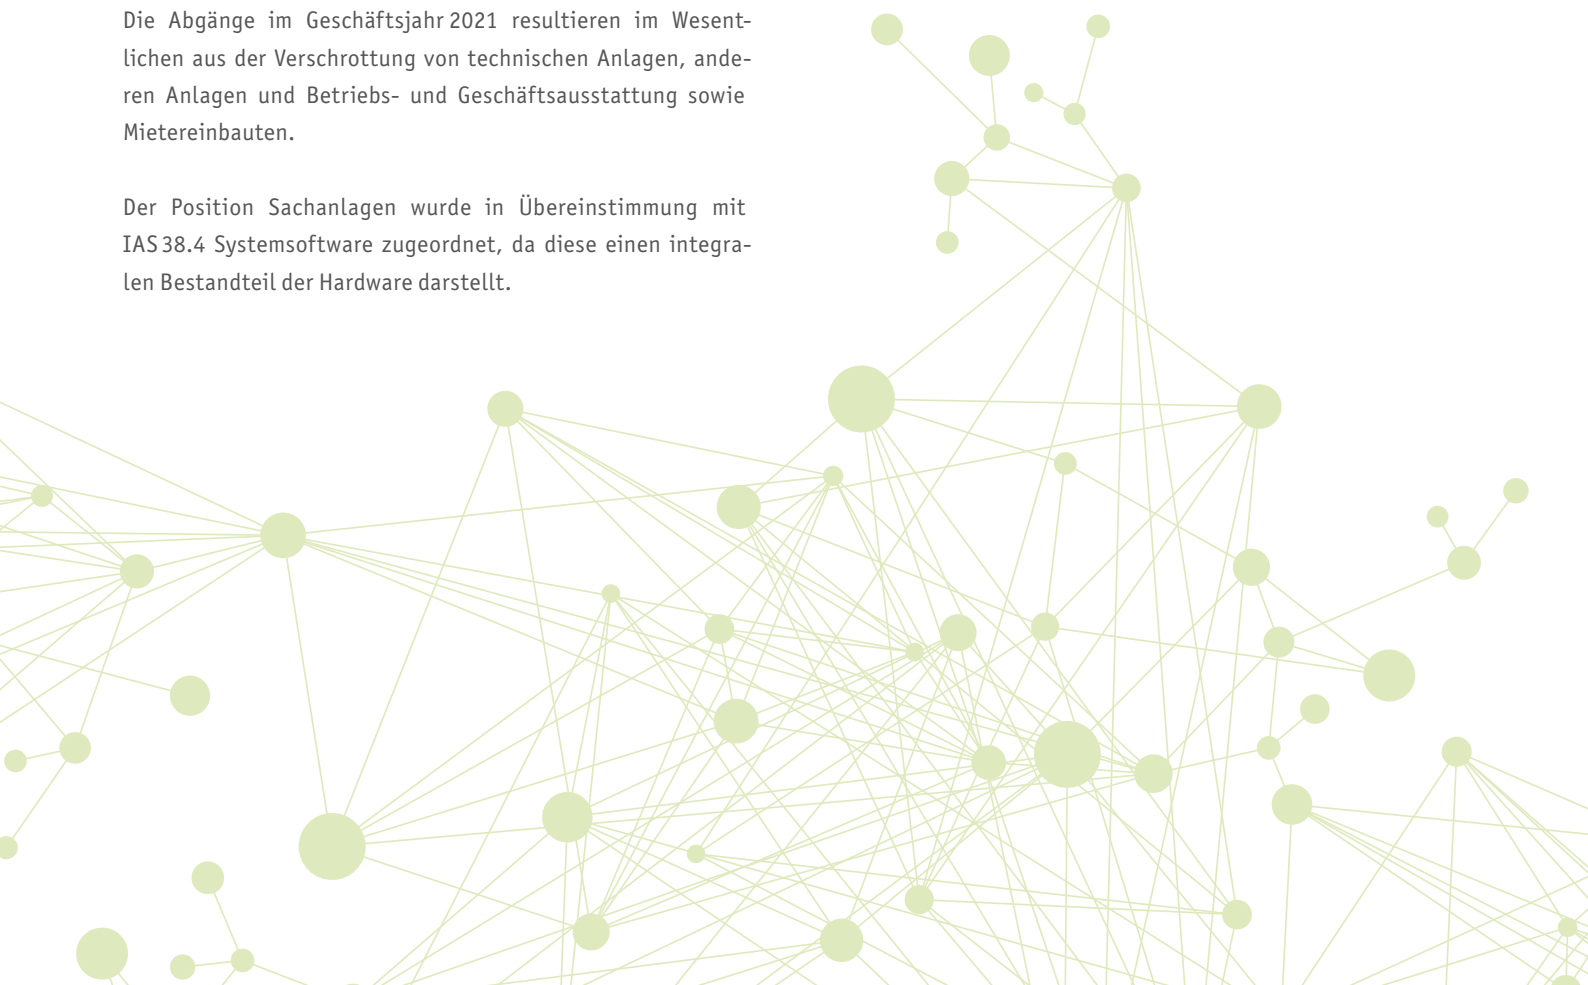 Die Abgänge im Geschäftsjahr 2021 resultieren im Wesent-
lichen aus der Verschrottung von technischen Anlagen, ande-
ren Anlagen und Betriebs- und Geschäftsausstattung sowie
Mietereinbauten.
Der Position Sachanlagen wurde in Übereinstimmung mit
IAS 38.4 Systemsoftware zugeordnet, da diese einen integra-
len Bestandteil der Hardware darstellt.